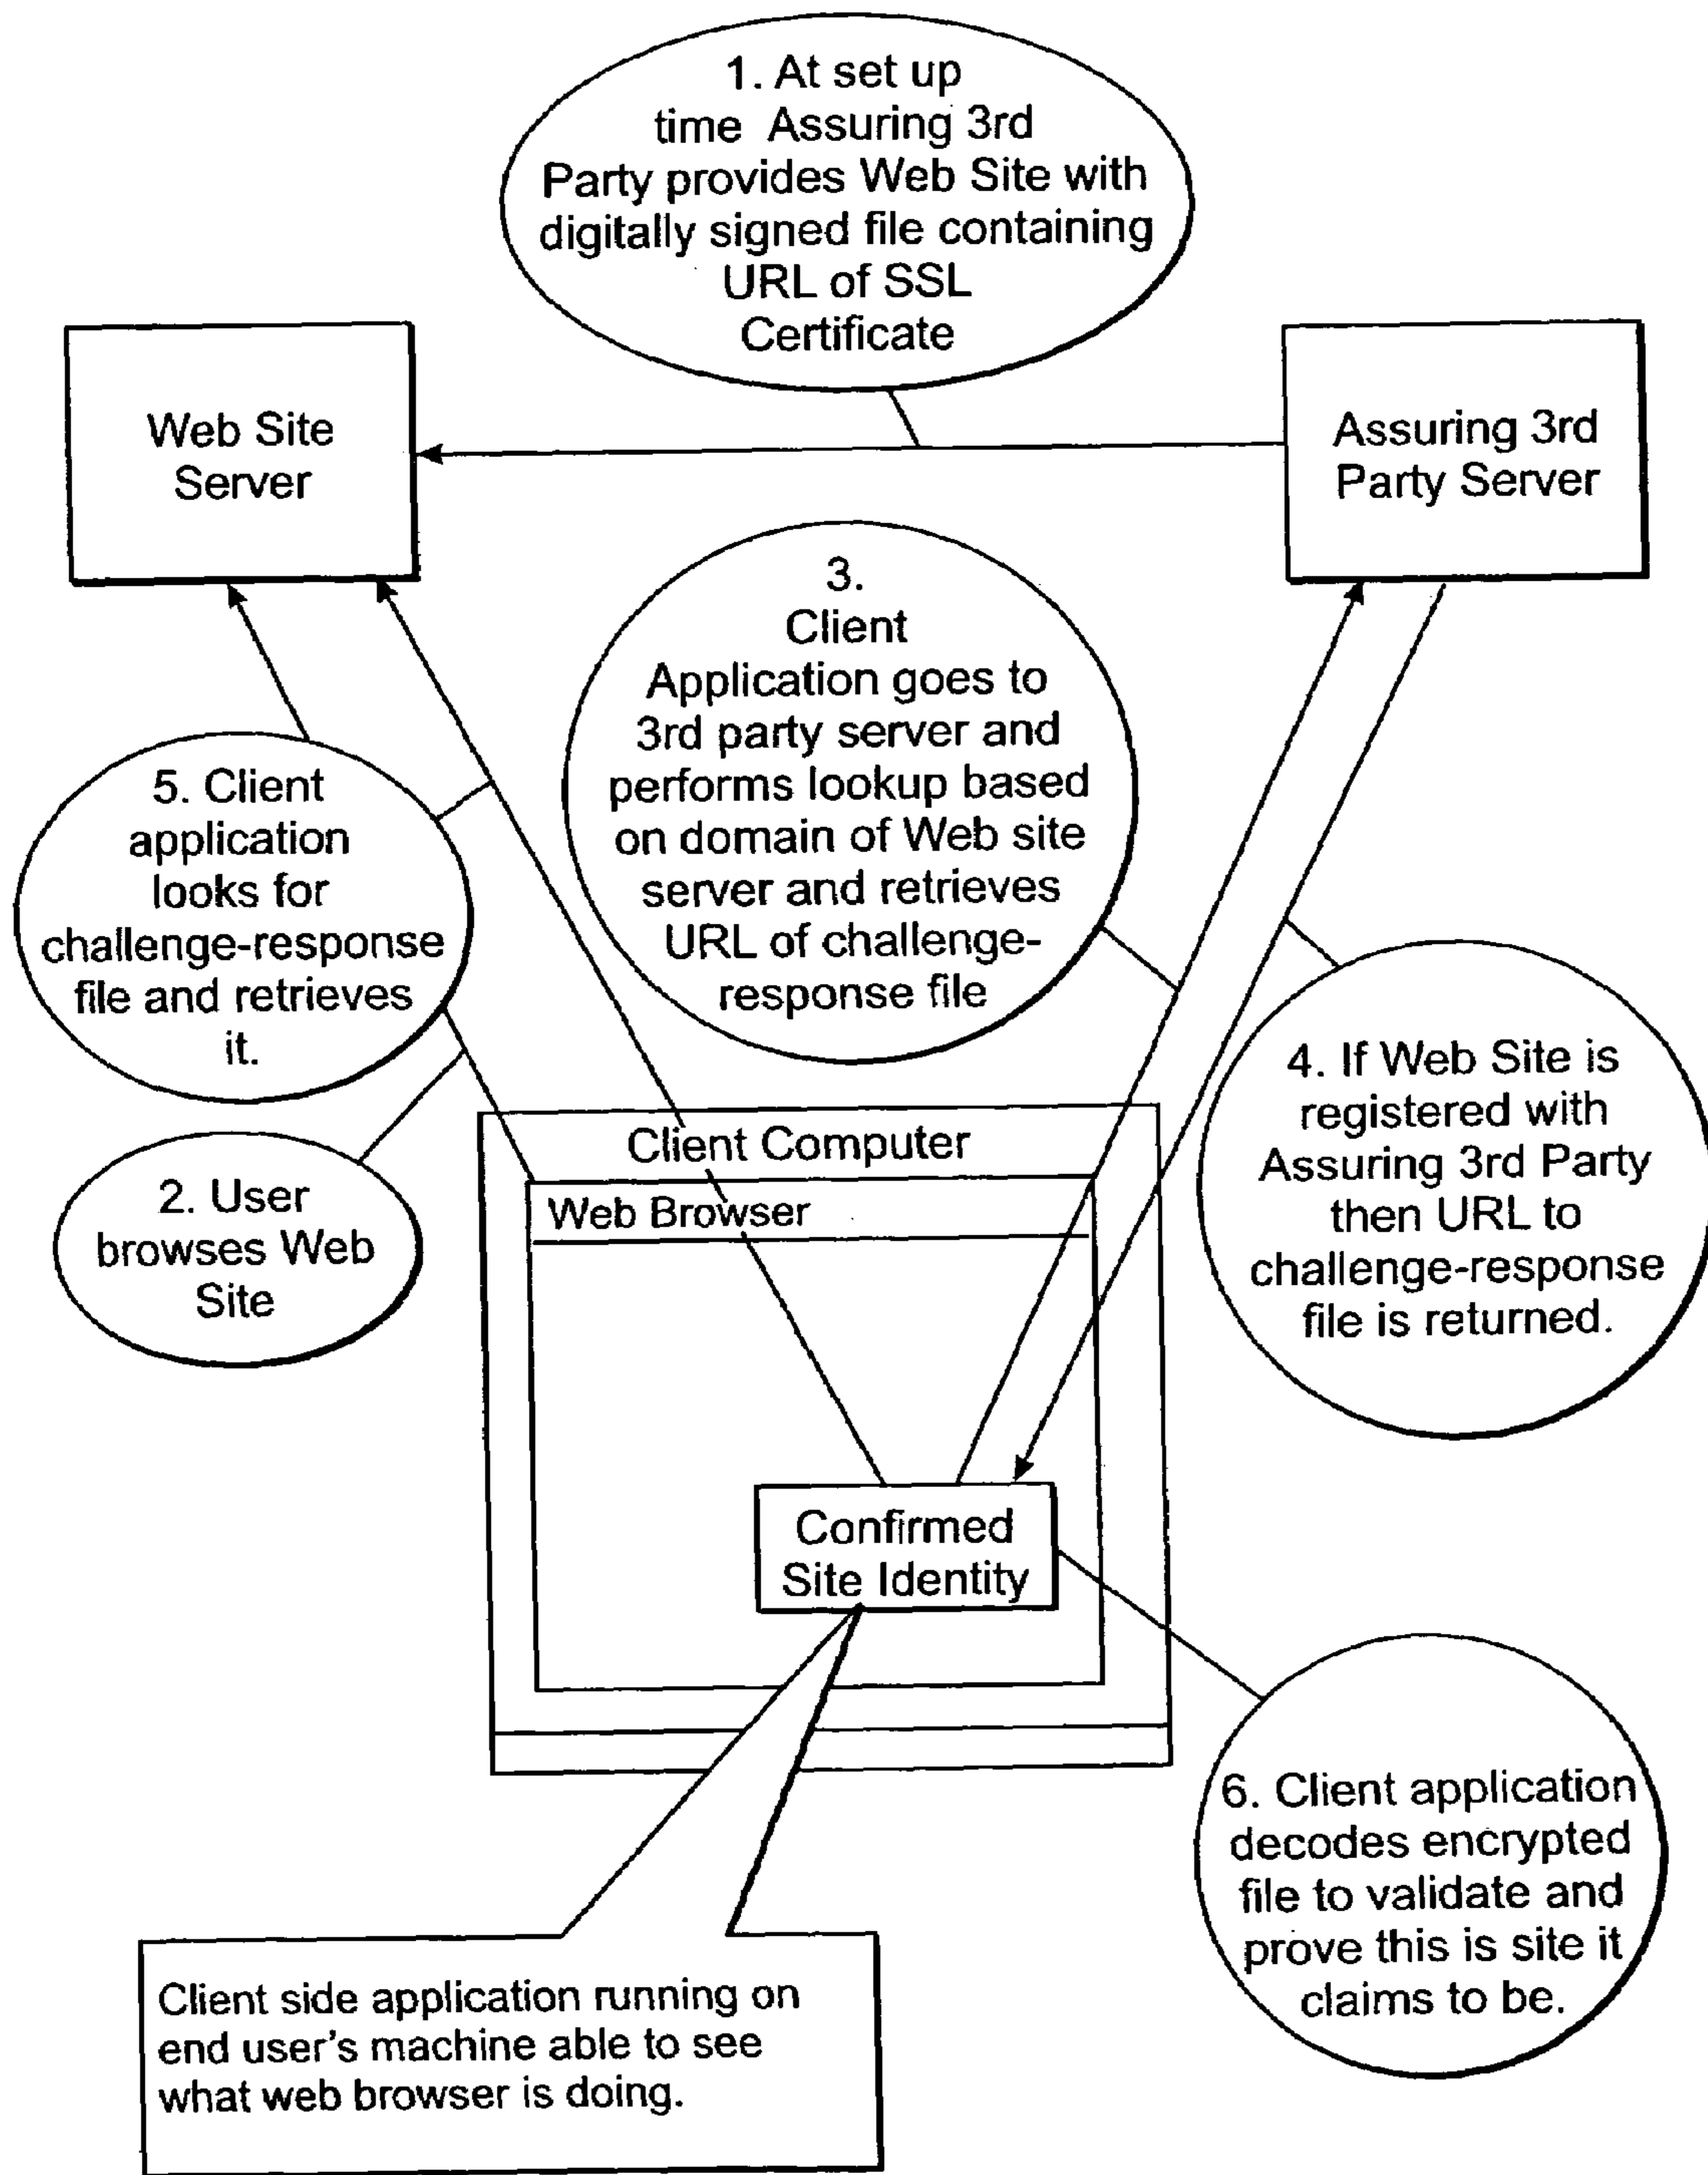 1. At set up
time Assuring 3rd
Party provides Web Site with
digitally signed file containing
URL of SSL
Certificate
Web Site
Server
Assuring 3rd
Party Server
3.
Client
Application goes to
3rd party server and
performs lookup based
on domain of Web site
server and retrieves
URL of challenge-
response file
5. Client
application
looks for
challenge-response
file and retrieves
it.
4. If Web Site is
registered with
Assuring 3rd Party
then URL to
challenge-response
file is returned.
2. User
browses Web
Site
Client Computer
Web Browser
Confirmed
Site Identity
6. Client application
decodes encrypted
file to validate and
prove this is site it
claims to be.
Client side application running on
end user's machine able to see
what web browser is doing.